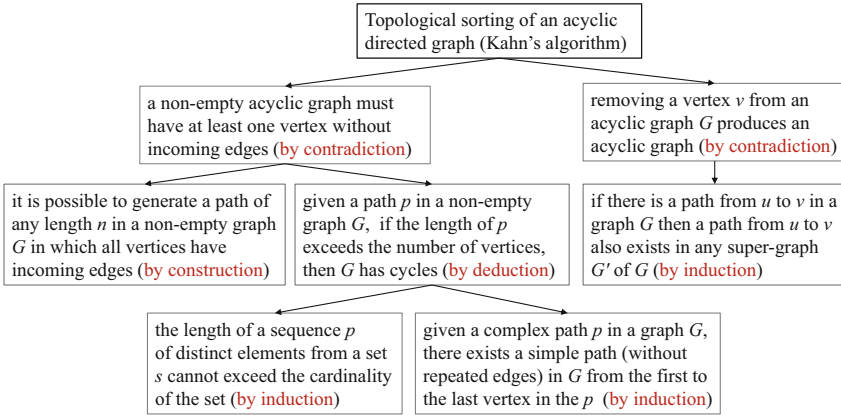 Topological sorting of an acyclic
directed graph (Kahn's algorithm)
a non-empty acyclic graph must
have at least one vertex without
incoming edges (by contradiction)
removing a vertex v from an
acyclic graph G produces an
acyclic graph (by contradiction)
it is possible to generate a path of
any length n in a non-empty graph
G in which all vertices have
incoming edges (by construction)
given a path p in a non-empty
graph G, if the length of p
exceeds the number of vertices,
then G has cycles (by deduction)
if there is a path from u to v in a
graph G then a path from u to v
also exists in any super-graph
G' of G (by induction)
the length of a sequence p
of distinct elements from a set
s cannot exceed the cardinality
of the set (by induction)
given a complex path p in a graph G,
there exists a simple path (without
repeated edges) in G from the first to
the last vertex in the p (by induction)